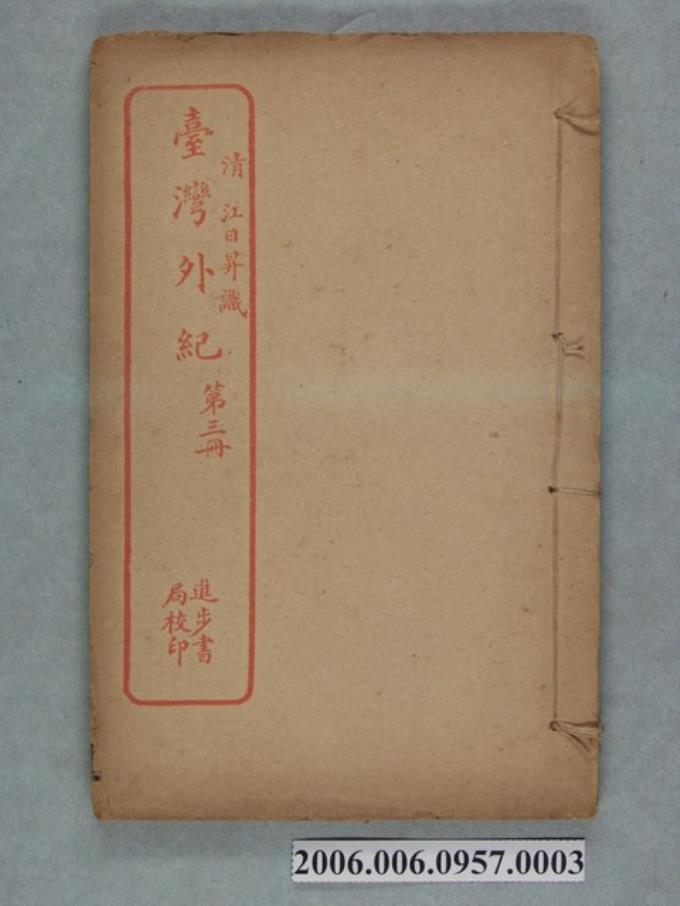 清 江日昇識
臺灣外紀 第三冊
進步書
局校印
2006.006.0957.0003